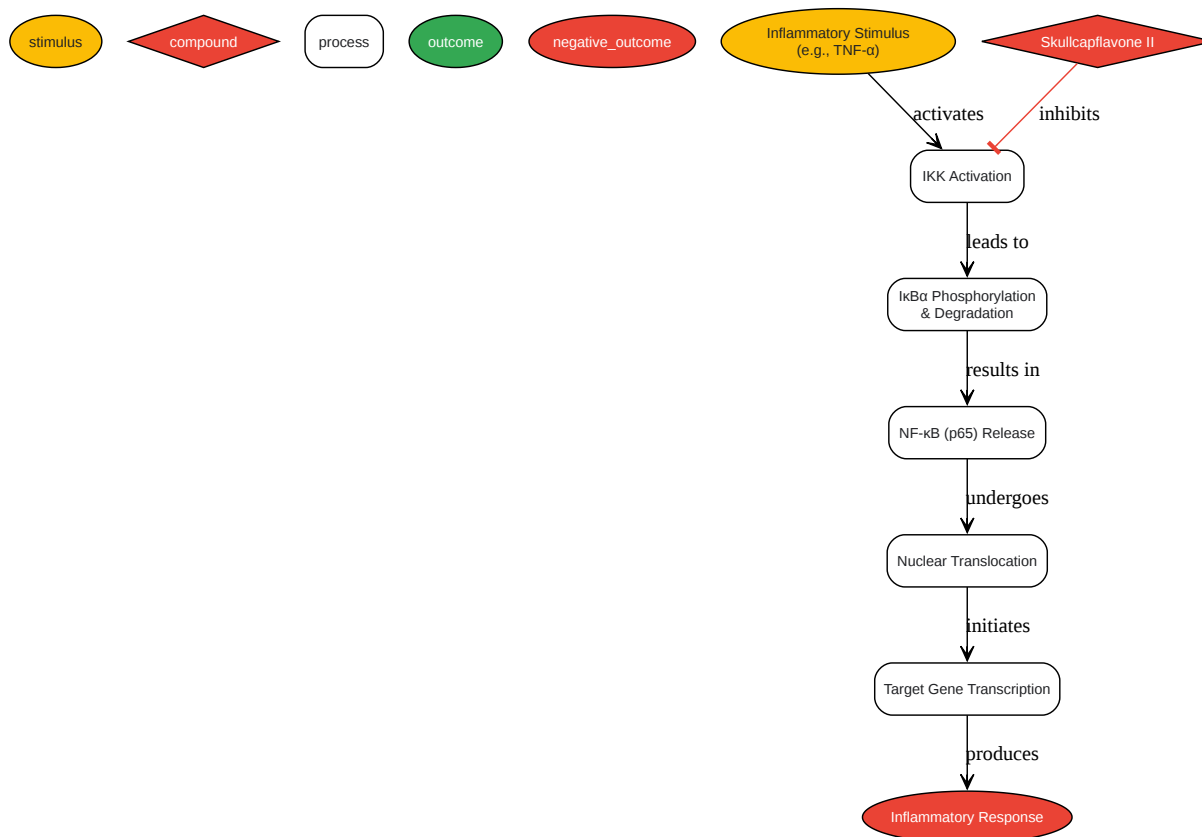 stimulus
compound
process
outcome
negative_outcome
Inflammatory Stimulus
(e.g., TNF-α)
Skullcapflavone II
activates
inhibits
IKK Activation
leads to
IκBα Phosphorylation
& Degradation
results in
NF-κB (p65) Release
undergoes
Nuclear Translocation
initiates
Target Gene Transcription
produces
Inflammatory Response